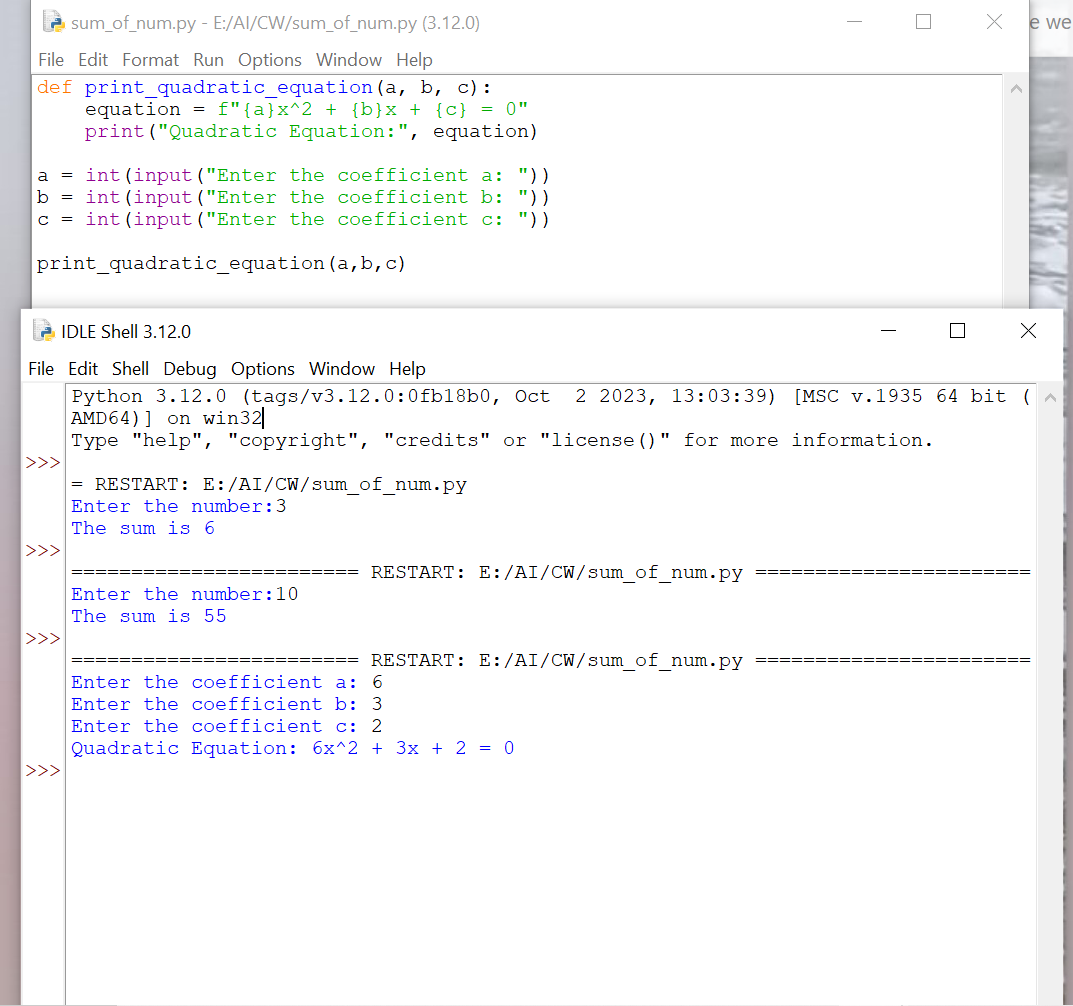 sum_of_num.py - E:/AI/CW/sum_of_num.py (3.12.0)
File Edit Format Run Options Window Help
def print_quadratic_equation(a, b, c):
    equation = f"{a}x^2 + {b}x + {c} = 0"
    print("Quadratic Equation:", equation)

a = int(input("Enter the coefficient a: "))
b = int(input("Enter the coefficient b: "))
c = int(input("Enter the coefficient c: "))

print_quadratic_equation(a,b,c)
IDLE Shell 3.12.0
File Edit Shell Debug Options Window Help
Python 3.12.0 (tags/v3.12.0:0fb18b0, Oct  2 2023, 13:03:39) [MSC v.1935 64 bit (
AMD64)] on win32
Type "help", "copyright", "credits" or "license()" for more information.
>>>
= RESTART: E:/AI/CW/sum_of_num.py
Enter the number:3
The sum is 6
>>>
======================== RESTART: E:/AI/CW/sum_of_num.py =======================
Enter the number:10
The sum is 55
>>>
======================== RESTART: E:/AI/CW/sum_of_num.py =======================
Enter the coefficient a: 6
Enter the coefficient b: 3
Enter the coefficient c: 2
Quadratic Equation: 6x^2 + 3x + 2 = 0
>>>